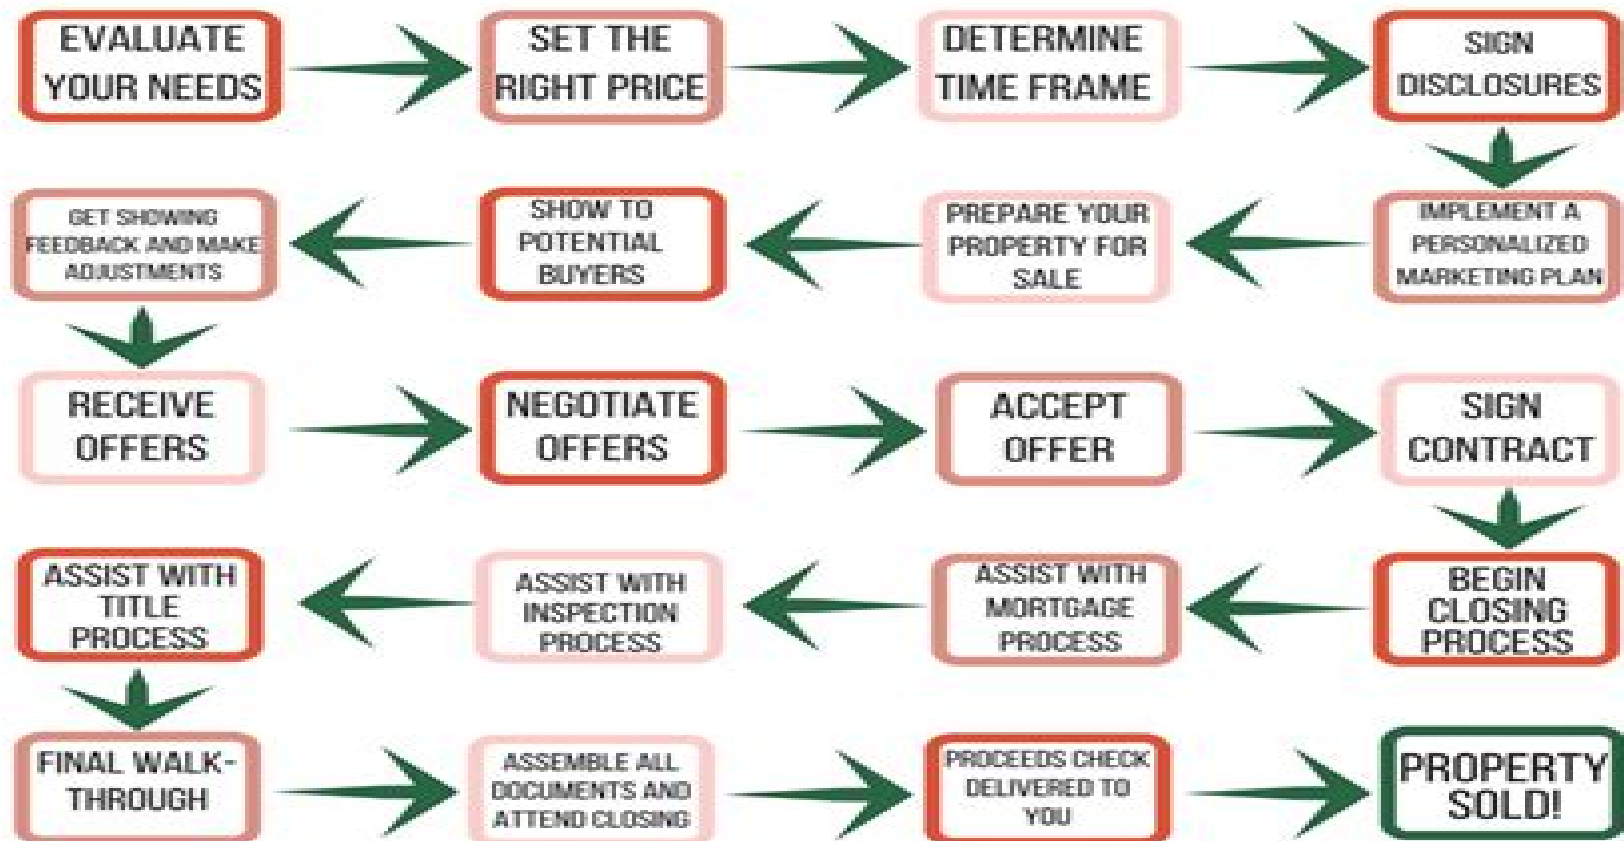 EVALUATE
YOUR NEEDS
SET THE
RIGHT PRICE
DETERMINE
TIME FRAME
SIGN
DISCLOSURES
IMPLEMENT A
PERSONALIZED
MARKETING PLAN
PREPARE YOUR
PROPERTY FOR
SALE
SHOW TO
POTENTIAL
BUYERS
GET SHOWING
FEEDBACK AND MAKE
ADJUSTMENTS
RECEIVE
OFFERS
NEGOTIATE
OFFERS
ACCEPT
OFFER
SIGN
CONTRACT
BEGIN
CLOSING
PROCESS
ASSIST WITH
MORTGAGE
PROCESS
ASSIST WITH
INSPECTION
PROCESS
ASSIST WITH
TITLE
PROCESS
FINAL WALK-
THROUGH
ASSEMBLE ALL
DOCUMENTS AND
ATTEND CLOSING
PROCEEDS CHECK
DELIVERED TO
YOU
PROPERTY
SOLD!